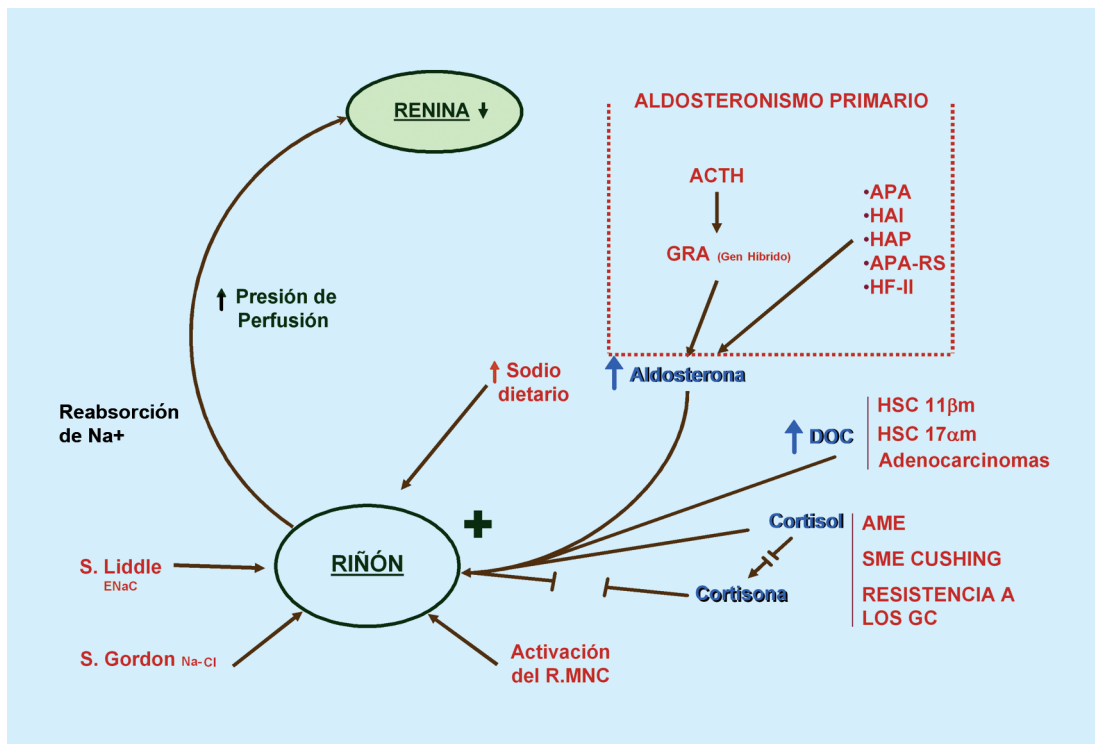 RENINA
ALDOSTERONISMO PRIMARIO
ACTH
GRA (Gen Hibrido)
•APA
•HAI
•HAP
•APA-RS
•HF-II
Presión de
Perfusión
Reabsorción
de Na+
Sodio
dietario
Aldosterona
DOC
HSC 11βm
HSC 17αm
Adenocarcinomas
Cortisol
AME
SME CUSHING
Cortisona
RESISTENCIA A
LOS GC
RIÑÓN
S. Liddle
ENaC
S. Gordon Na-Cl
Activación
del R.MNC